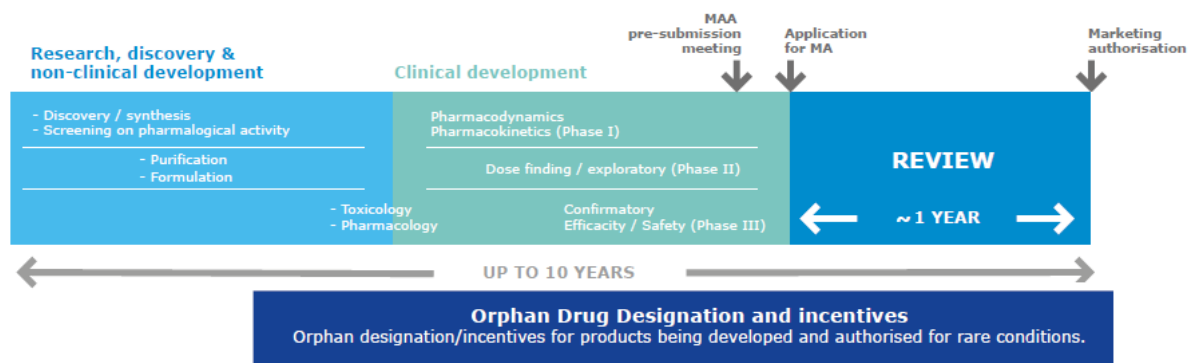 MAA
pre-submission
meeting
Application
for MA
Marketing
authorisation
Research, discovery &
non-clinical development
Clinical development
- Discovery / synthesis
- Screening on pharmalogical activity
- Purification
- Formulation
- Toxicology
- Pharmacology
Pharmacodynamics
Pharmacokinetics (Phase I)
Dose finding / exploratory (Phase II)
Confirmatory
Efficacity / Safety (Phase III)
REVIEW
~1 YEAR
UP TO 10 YEARS
Orphan Drug Designation and incentives
Orphan designation/incentives for products being developed and authorised for rare conditions.